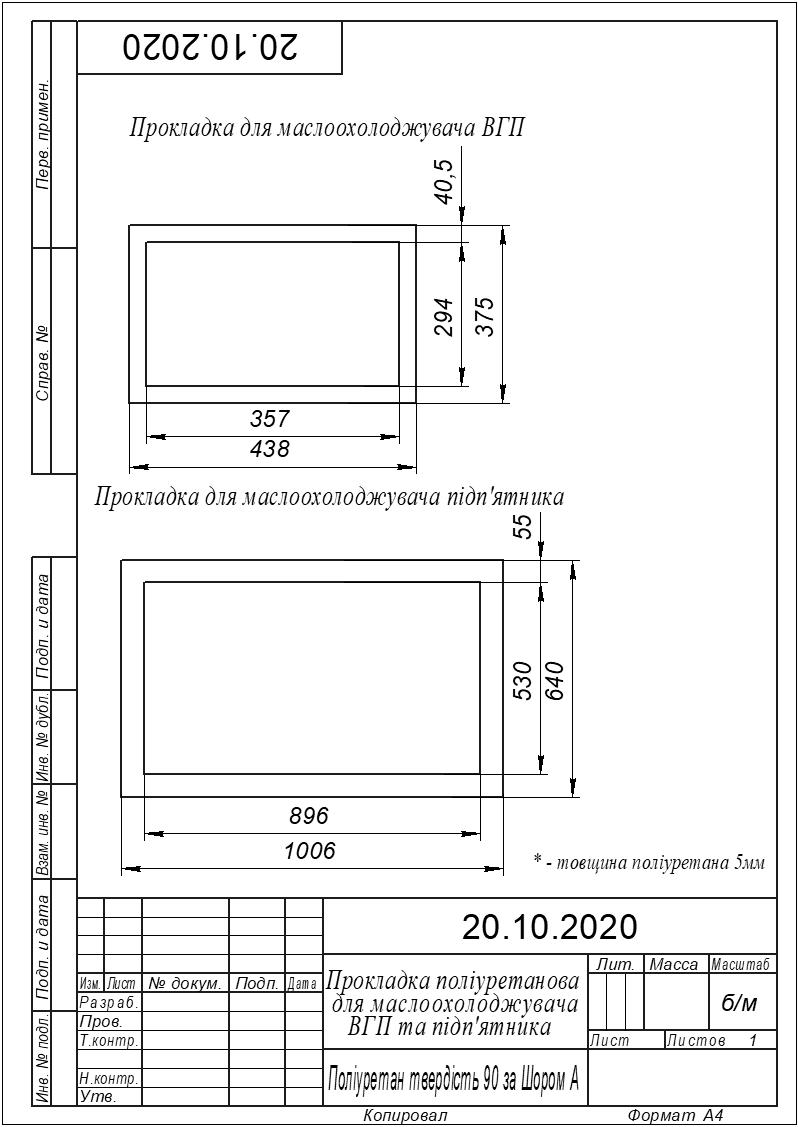 20.10.2020
Перв. примен.
Справ. №
Прокладка для маслоохолоджувача ВГП
40,5
294
375
357
438
Прокладка для маслоохолоджувача підп'ятника
55
530
640
896
1006
* - товщина поліуретана 5мм
Подп. и дата
Инв. № дубл.
Взам. инв. №
Подп. и дата
Инв. № подл.
20.10.2020
Изм. Лист № докум. Подп. Дата
Разраб.
Пров.
Т.контр.
Н.контр.
Утв.
Прокладка поліуретанова
для маслоохолоджувача
ВГП та підп'ятника
Лит. Масса Масштаб
б/м
Лист Листов 1
Поліуретан твердість 90 за Шором А
Копировал Формат А4